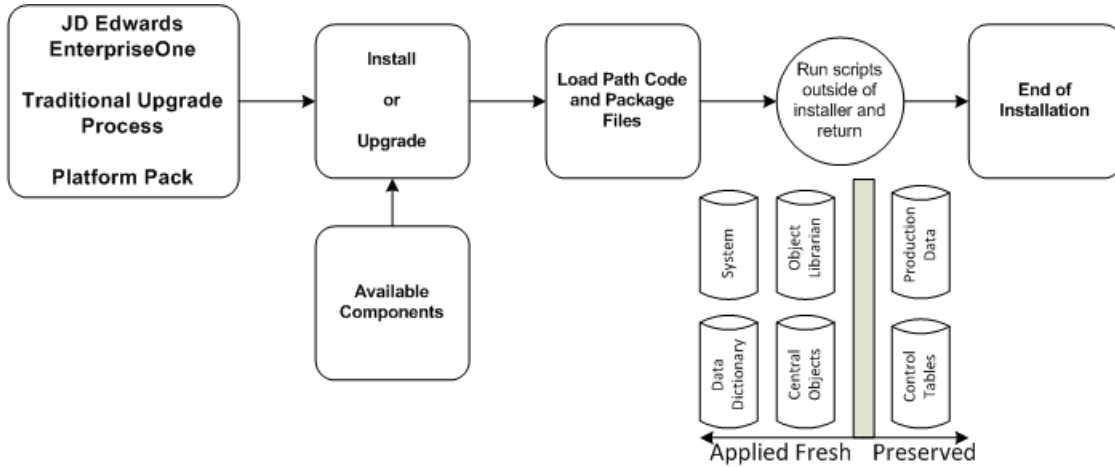 JD Edwards
EnterpriseOne
Traditional Upgrade
Process
Platform Pack
Install
or
Upgrade
Load Path Code
and Package
Files
Run scripts
outside of
installer and
return
End of
Installation
Available
Components
System
Object
Librarian
Production
Data
Data
Dictionary
Central
Objects
Control
Tables
Applied Fresh
Preserved